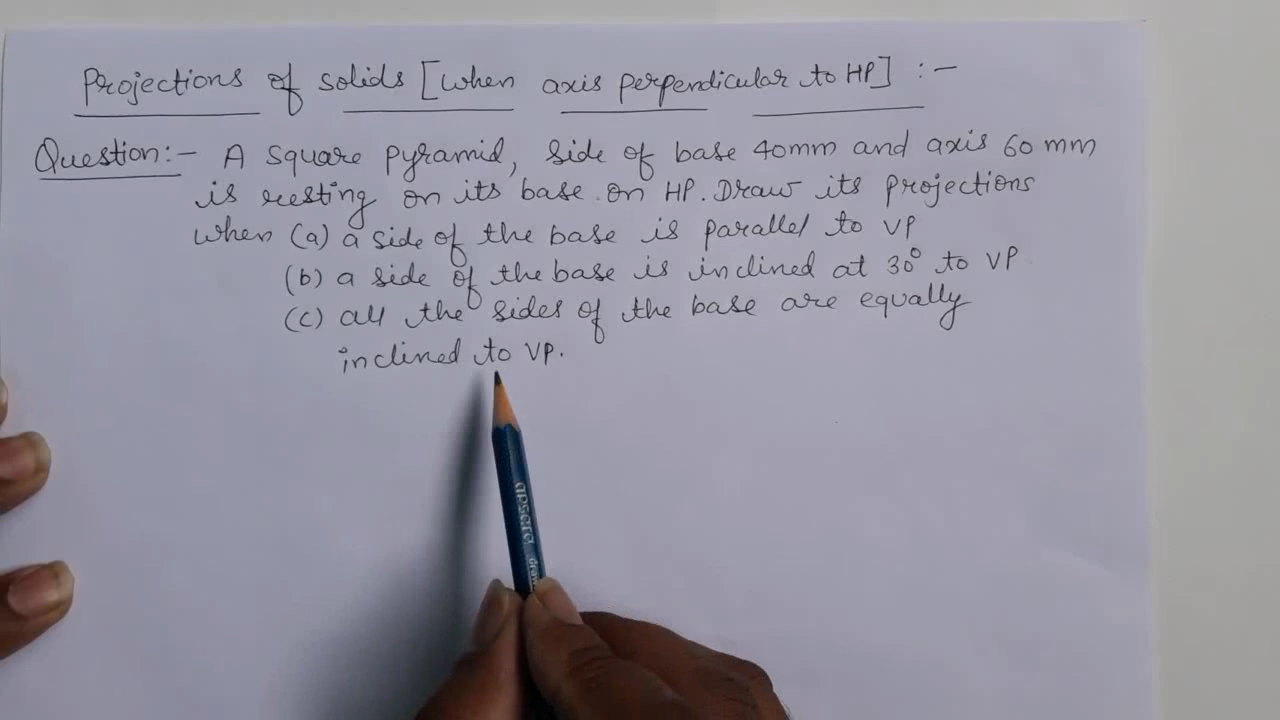 Projections of solids [When axis perpendicular to HP] :-
Question:- A square pyramid, side of base 40mm and axis 60 mm
is resting on its base on HP. Draw its projections
when (a) a side of the base is parallel to VP
(b) a side of the base is inclined at 30° to VP
(c) all the sides of the base are equally
inclined to VP.
apsara